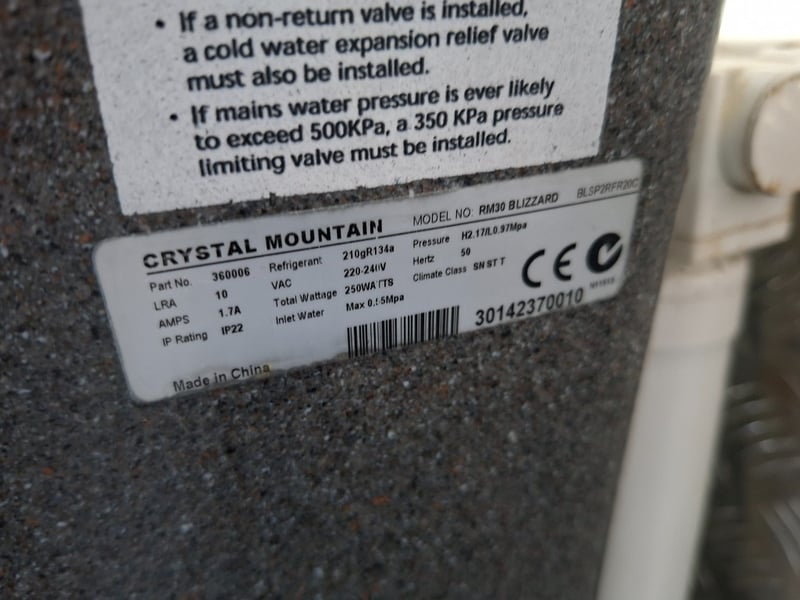 • If a non-return valve is installed,
a cold water expansion relief valve
must also be installed.
• If mains water pressure is ever likely
to exceed 500KPa, a 350 KPa pressure
limiting valve must be installed.
CRYSTAL MOUNTAIN MODEL NO: RM30 BLIZZARD BLSP2RFR20C
Part No. 360006 Refrigerant 210gR134a Pressure H2.17/L0.97Mpa
LRA 10 VAC 220-240V Hertz 50
AMPS 1.7A Total Wattage 250WATTS Climate Class SN ST T
IP Rating IP22 Inlet Water Max
CE
30142370010
Made in China